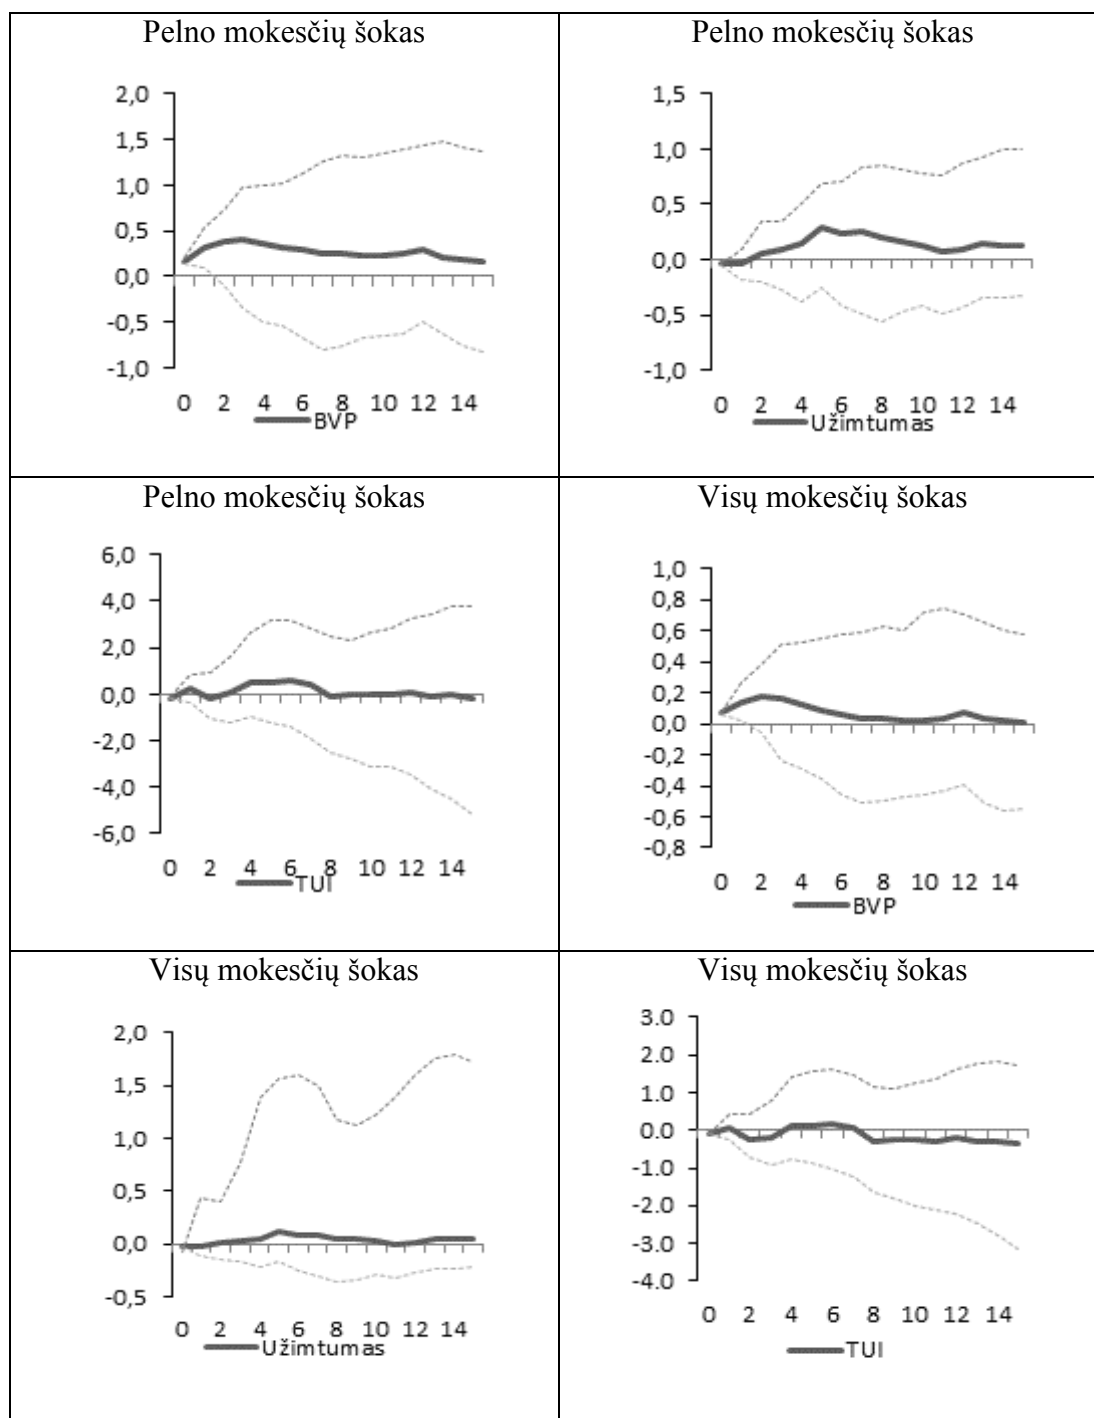 Pelno mokesčių šokas
2,0
1,5
1,0
0,5
0,0
-0,5
-1,0
0 2 4 6 8 10 12 14
BVP
Pelno mokesčių šokas
1,5
1,0
0,5
0,0
-0,5
-1,0
0 2 4 6 8 10 12 14
Užimtumas
Pelno mokesčių šokas
6,0
4,0
2,0
0,0
-2,0
-4,0
-6,0
0 2 4 6 8 10 12 14
TUI
Visų mokesčių šokas
1,0
0,8
0,6
0,4
0,2
0,0
-0,2
-0,4
-0,6
-0,8
0 2 4 6 8 10 12 14
BVP
Visų mokesčių šokas
2,0
1,5
1,0
0,5
0,0
-0,5
0 2 4 6 8 10 12 14
Užimtumas
Visų mokesčių šokas
3.0
2.0
1.0
0.0
-1.0
-2.0
-3.0
-4.0
0 2 4 6 8 10 12 14
TUI